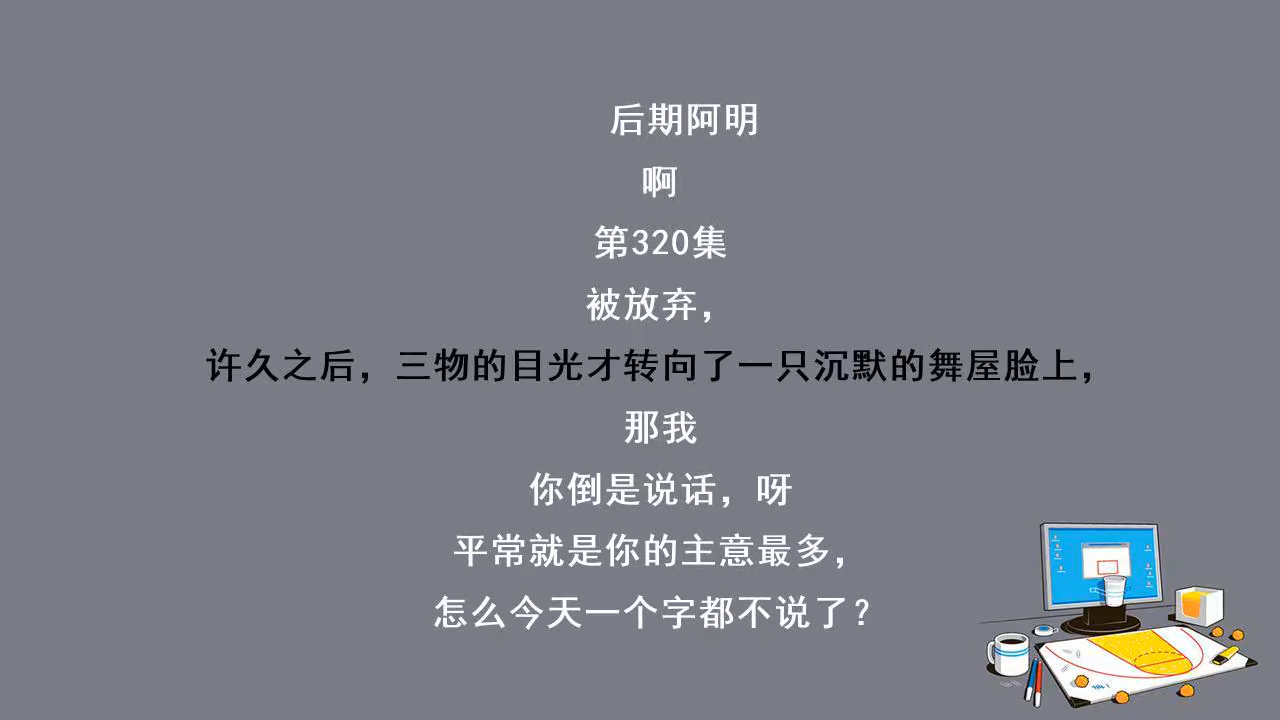 后期阿明
啊
第320集
被放弃，
许久之后，三物的目光才转向了一只沉默的舞屋脸上，
那我
你倒是说话，呀
平常就是你的主意最多，
怎么今天一个字都不说了？